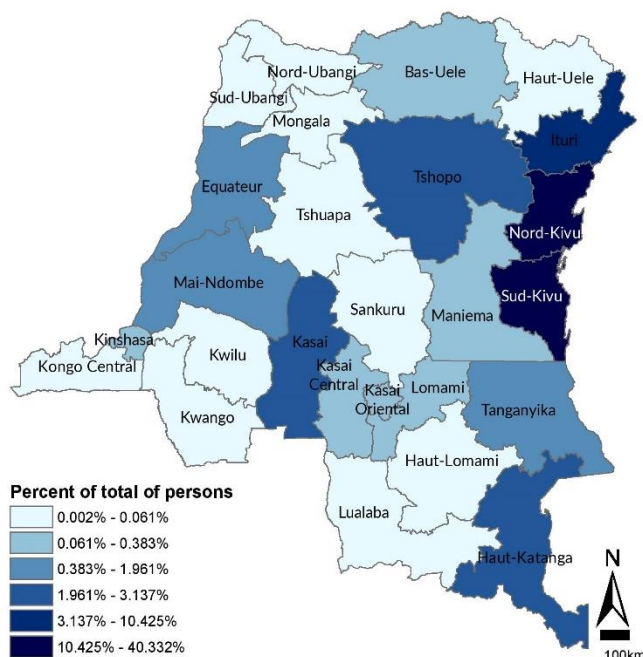 Nord-Ubangi
Bas-Uele
Haut-Uele
Sud-Ubangi
Mongala
Ituri
Equateur
Tshopo
Tshuapa
Nord-Kivu
Mai-Ndombe
Sankuru
Sud-Kivu
Maniema
Kinshasa
Kasai
Kwilu
Kongo Central
Kasai
Central
Kasai
Oriental
Lomami
Tanganyika
Kwango
Haut-Lomami
Lualaba
Haut-Katanga
Percent of total of persons
0.002% - 0.061%
0.061% - 0.383%
0.383% - 1.961%
1.961% - 3.137%
3.137% - 10.425%
10.425% - 40.332%
N
100km